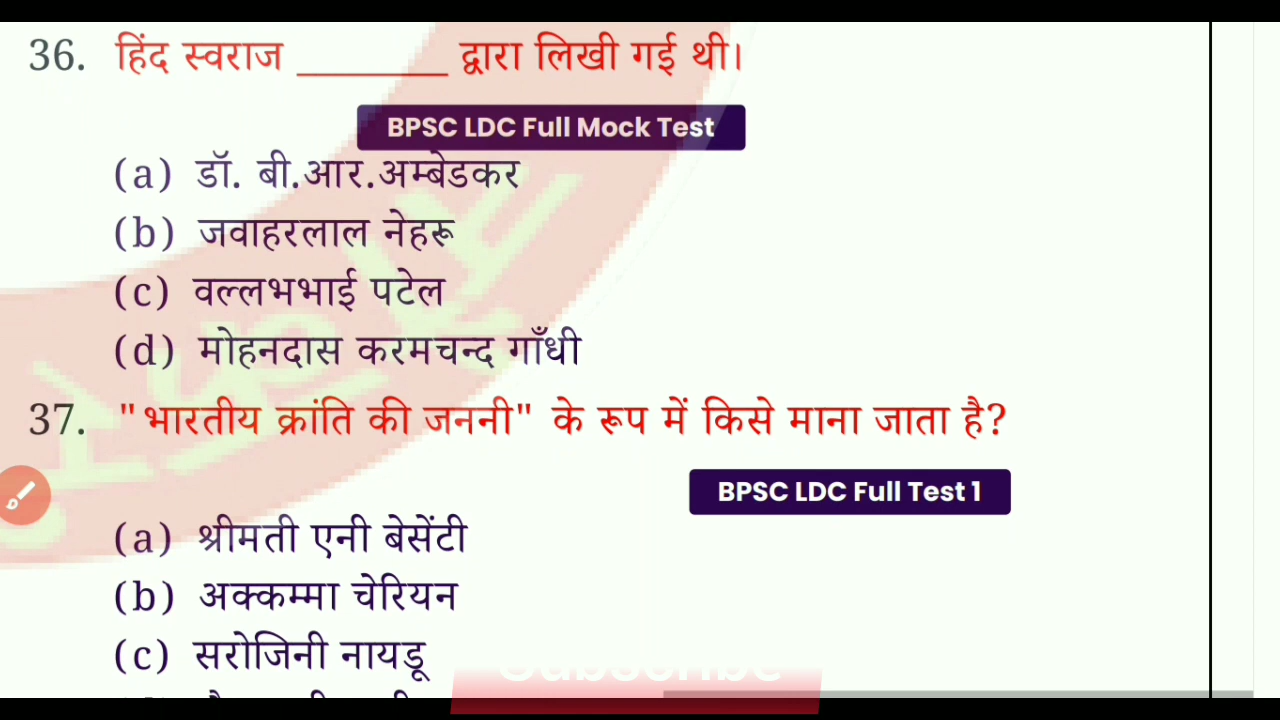 36. हिंद स्वराज ________ द्वारा लिखी गई थी।
BPSC LDC Full Mock Test
(a) डॉ. बी.आर.अम्बेडकर
(b) जवाहरलाल नेहरू
(c) वल्लभभाई पटेल
(d) मोहनदास करमचन्द गाँधी
37. "भारतीय क्रांति की जननी" के रूप में किसे माना जाता है?
BPSC LDC Full Test 1
(a) श्रीमती एनी बेसेंटी
(b) अक्कम्मा चेरियन
(c) सरोजिनी नायडू
Subscribe